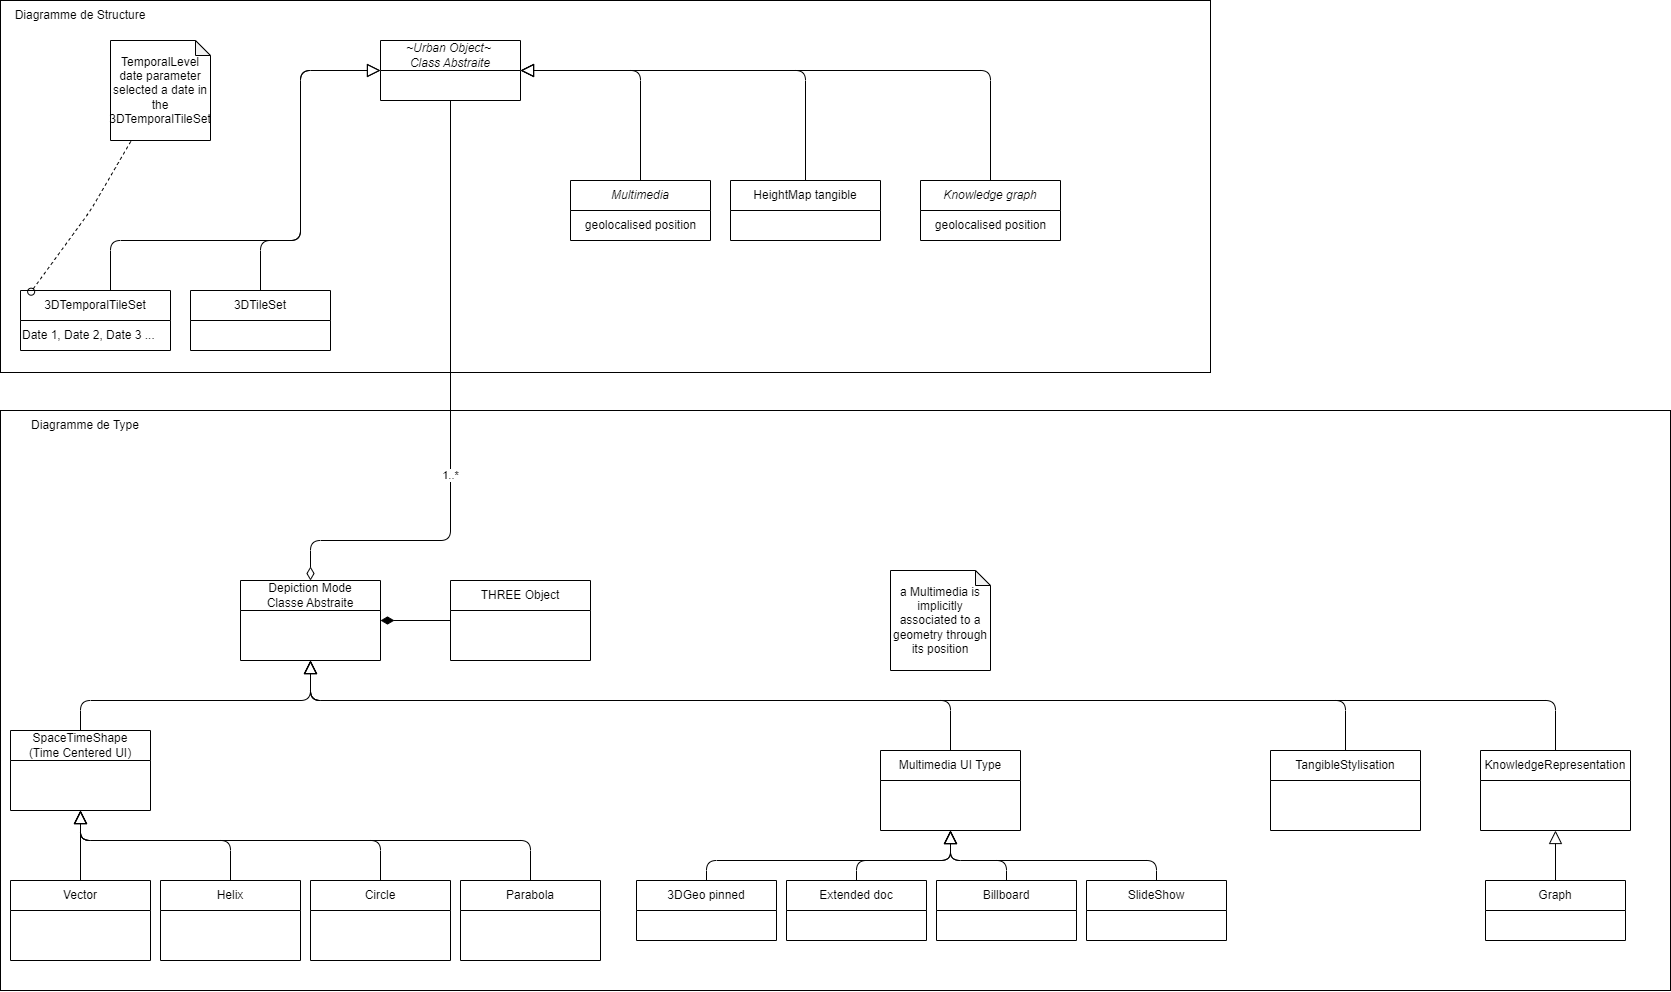 Diagramme de Structure
TemporalLevel
date parameter
selected a date in
the
3DTemporalTileSet
~Urban Object~
Class Abstraite
Multimedia
geolocalised position
HeightMap tangible
Knowledge graph
geolocalised position
3DTemporalTileSet
Date 1, Date 2, Date 3 ...
3DTileSet
Diagramme de Type
1..*
Depiction Mode
Classe Abstraite
THREE Object
a Multimedia is
implicitly
associated to a
geometry through
its position
SpaceTimeShape
(Time Centered UI)
Multimedia UI Type
TangibleStylisation
KnowledgeRepresentation
Vector
Helix
Circle
Parabola
3DGeo pinned
Extended doc
Billboard
SlideShow
Graph